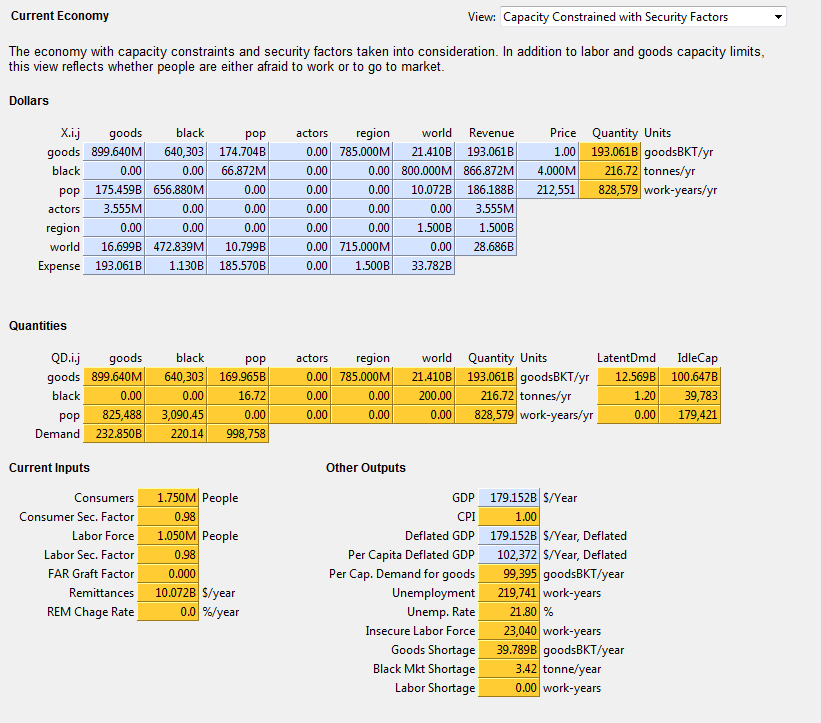 Current Economy View: Capacity Constrained with Security Factors
The economy with capacity constraints and security factors taken into consideration. In addition to labor and goods capacity limits,
this view reflects whether people are either afraid to work or to go to market.
Dollars
X.i.j goods black pop actors region world Revenue Price Quantity Units
goods 899.640M 640,303 174.704B 0.00 785.000M 21.410B 193.061B 1.00 193.061B goodsBKT/yr
black 0.00 0.00 66.872M 0.00 0.00 800.000M 866.872M 4.000M 216.72 tonnes/yr
pop 175.459B 656.880M 0.00 0.00 0.00 10.072B 186.188B 212,551 828,579 work-years/yr
actors 3.555M 0.00 0.00 0.00 0.00 0.00 3.555M
region 0.00 0.00 0.00 0.00 0.00 1.500B 1.500B
world 16.699B 472.839M 10.799B 0.00 715.000M 0.00 28.686B
Expense 193.061B 1.130B 185.570B 0.00 1.500B 33.782B
Quantities
QD.i.j goods black pop actors region world Quantity Units LatentDmd IdleCap
goods 899.640M 640,303 169.965B 0.00 785.000M 21.410B 193.061B goodsBKT/yr 12.569B 100.647B
black 0.00 0.00 16.72 0.00 0.00 200.00 216.72 tonnes/yr 1.20 39,783
pop 825,488 3,090.45 0.00 0.00 0.00 0.00 828,579 work-years/yr 0.00 179,421
Demand 232.850B 220.14 998,758
Current Inputs Other Outputs
Consumers 1.750M People GDP 179.152B $/Year
Consumer Sec. Factor 0.98 CPI 1.00
Labor Force 1.050M People Deflated GDP 179.152B $/Year, Deflated
Labor Sec. Factor 0.98 Per Capita Deflated GDP 102,372 $/Year, Deflated
FAR Graft Factor 0.000 Per Cap. Demand for goods 99,395 goodsBKT/year
Remittances 10.072B $/year Unemployment 219,741 work-years
REM Chage Rate 0.0 %/year Unemp. Rate 21.80 %
Insecure Labor Force 23,040 work-years
Goods Shortage 39.789B goodsBKT/year
Black Mkt Shortage 3.42 tonne/year
Labor Shortage 0.00 work-years